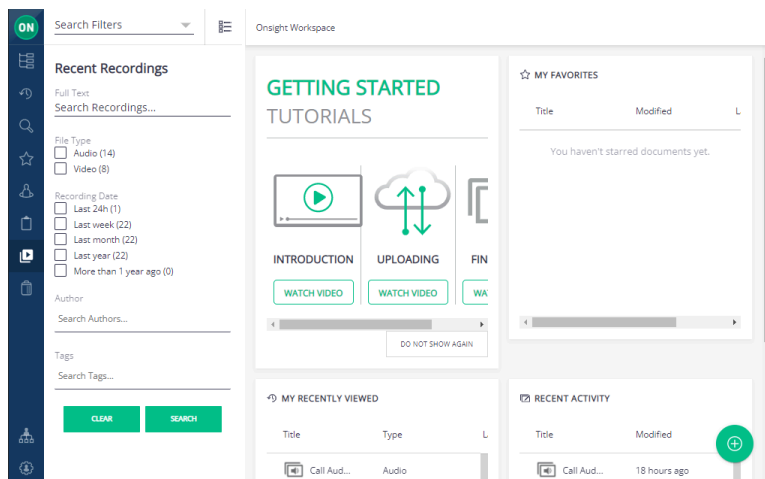 ON
Search Filters
Recent Recordings
Full Text
Search Recordings...
File Type
Audio (14)
Video (8)
Recording Date
Last 24h (1)
Last week (22)
Last month (22)
Last year (22)
More than 1 year ago (0)
Author
Search Authors...
Tags
Search Tags...
CLEAR SEARCH
Onsight Workspace
GETTING STARTED
TUTORIALS
INTRODUCTION UPLOADING FIN
WATCH VIDEO WATCH VIDEO WA
DO NOT SHOW AGAIN
MY FAVORITES
Title Modified L
You haven't starred documents yet.
MY RECENTLY VIEWED
Title Type L
Call Aud... Audio
RECENT ACTIVITY
Title Modified
Call Aud... 18 hours ago